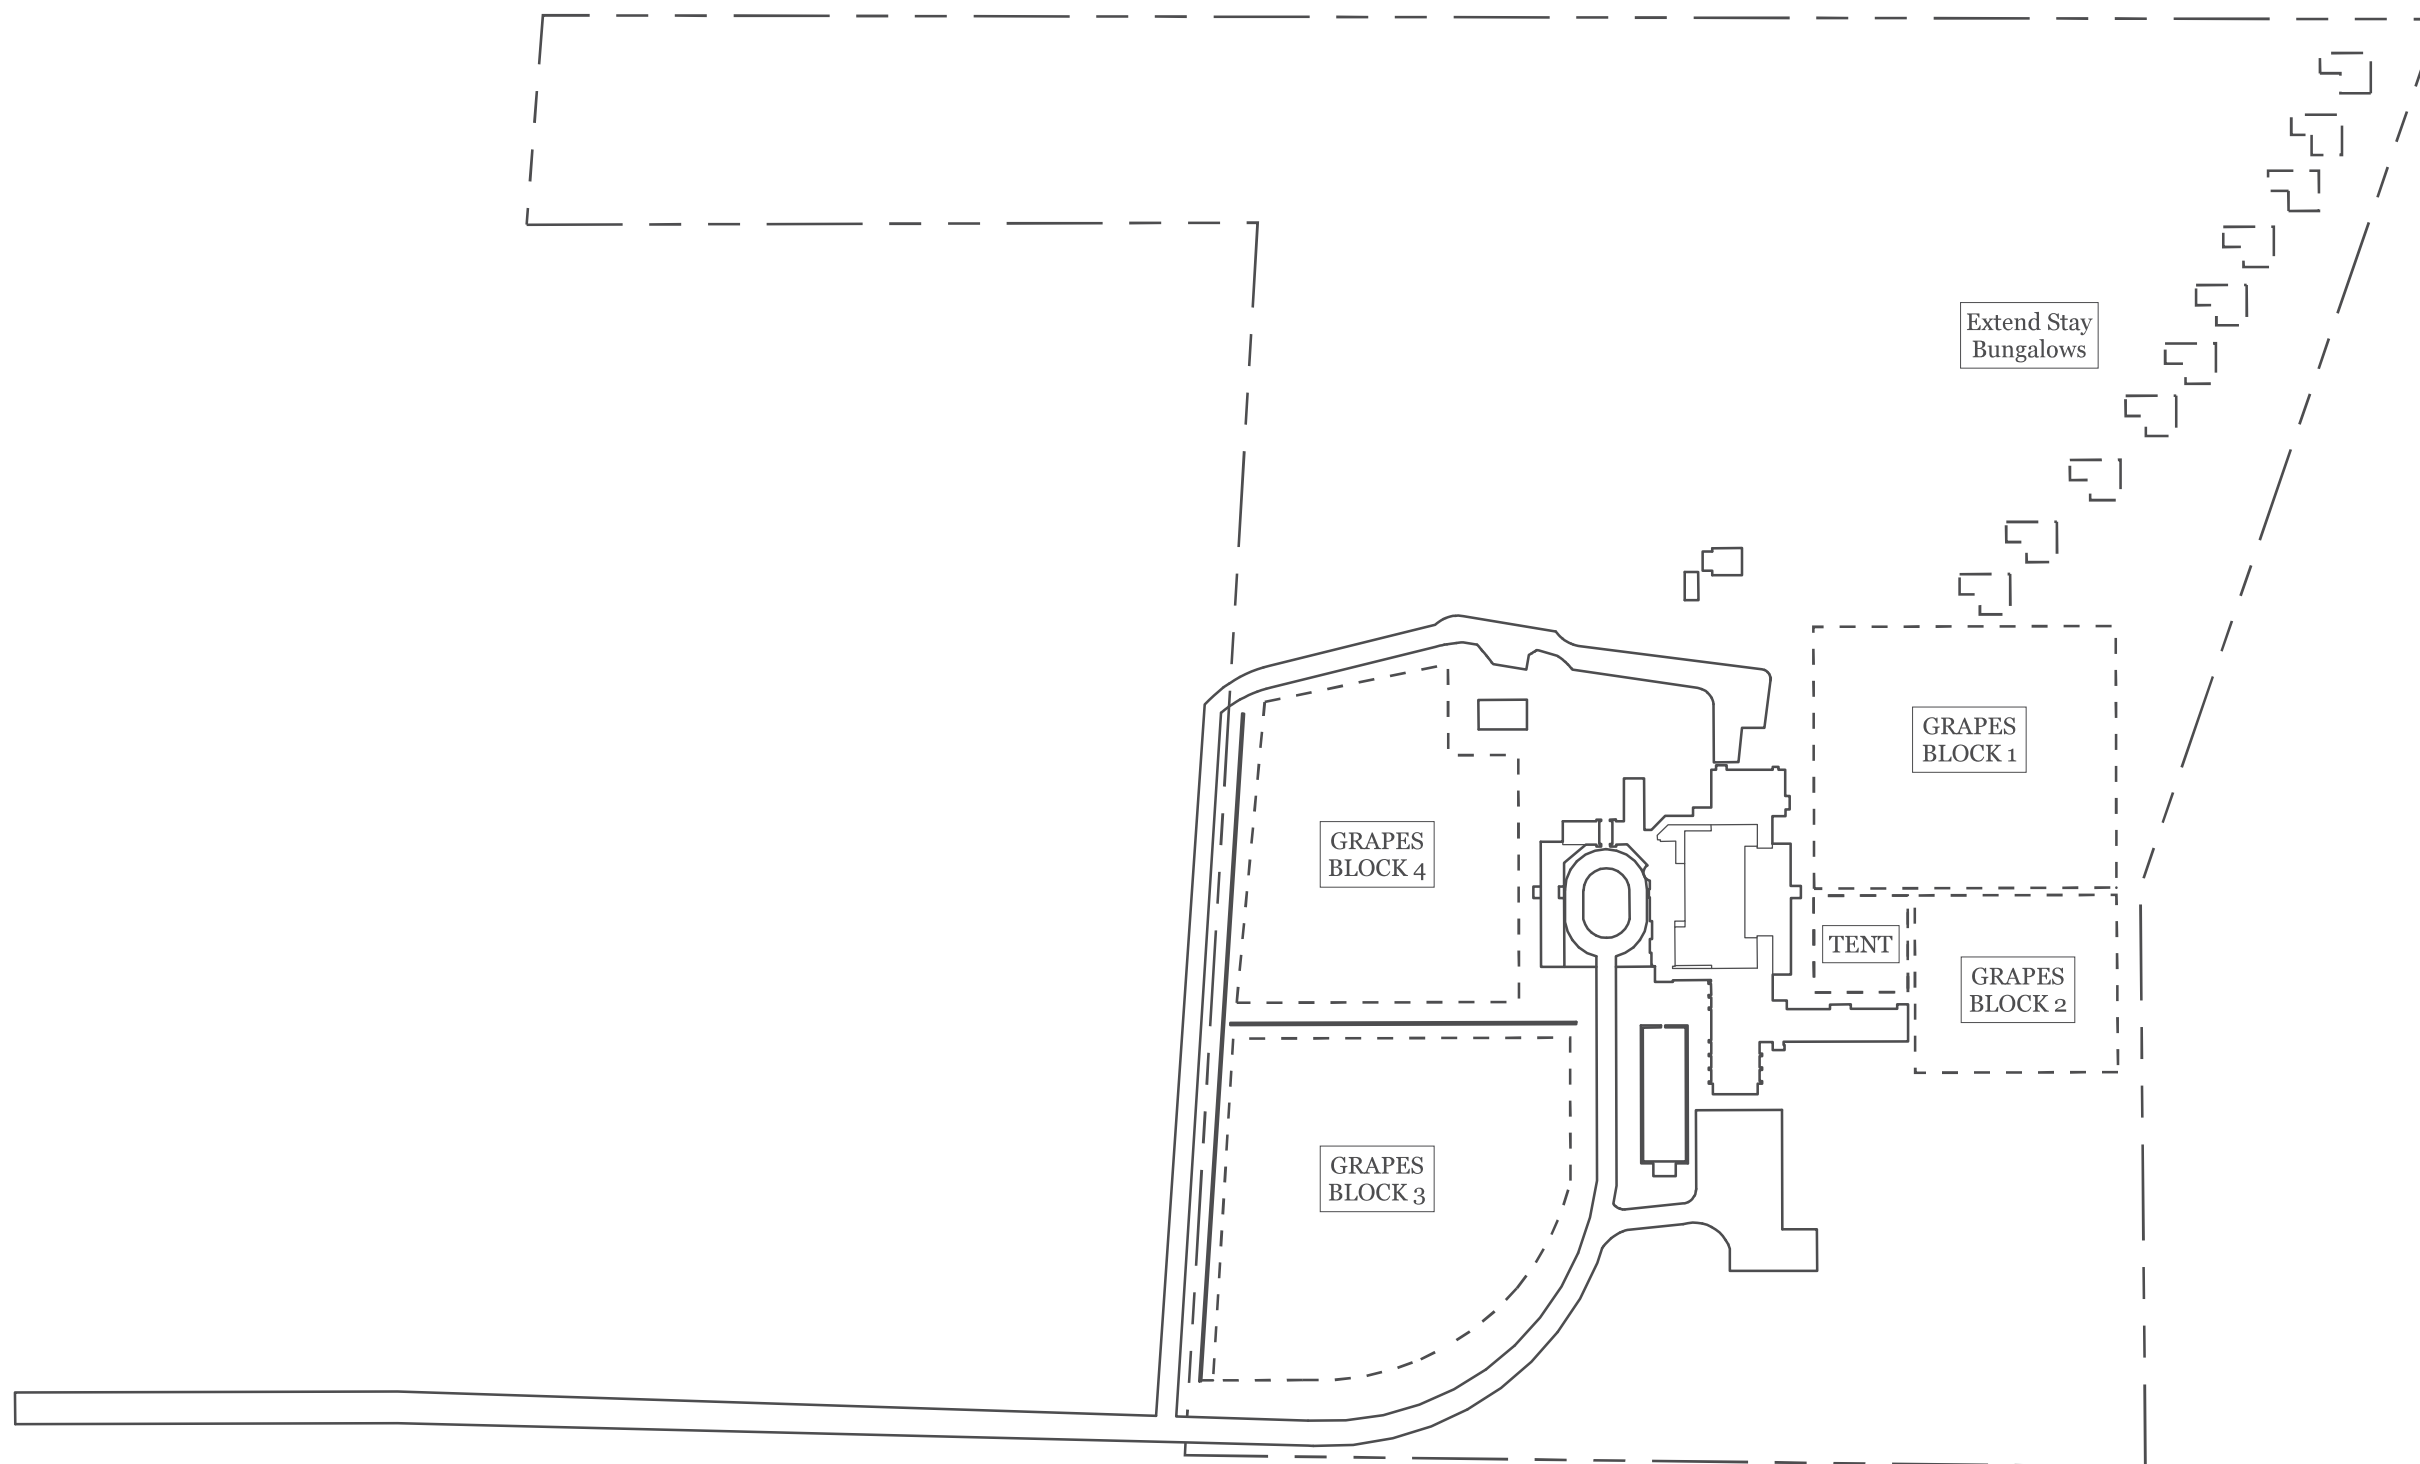 Extend Stay
Bungalows
GRAPES
BLOCK 1
GRAPES
BLOCK 4
TENT
GRAPES
BLOCK 2
GRAPES
BLOCK 3